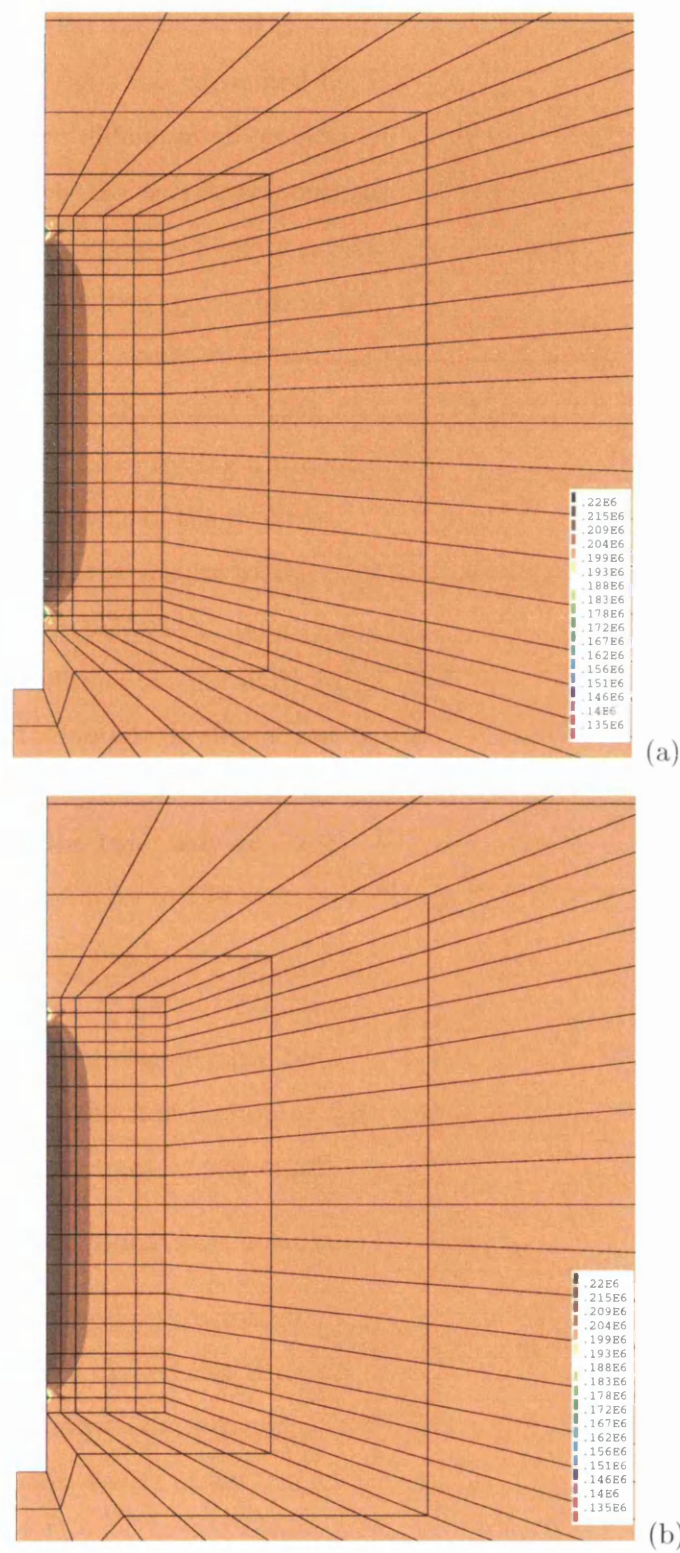 .22E6
.215E6
.209E6
.204E6
.199E6
.193E6
.188E6
.183E6
.178E6
.172E6
.167E6
.162E6
.156E6
.151E6
.146E6
.14E6
.135E6
(a)
.22E6
.215E6
.209E6
.204E6
.199E6
.193E6
.188E6
.183E6
.178E6
.172E6
.167E6
.162E6
.156E6
.151E6
.146E6
.14E6
.135E6
(b)